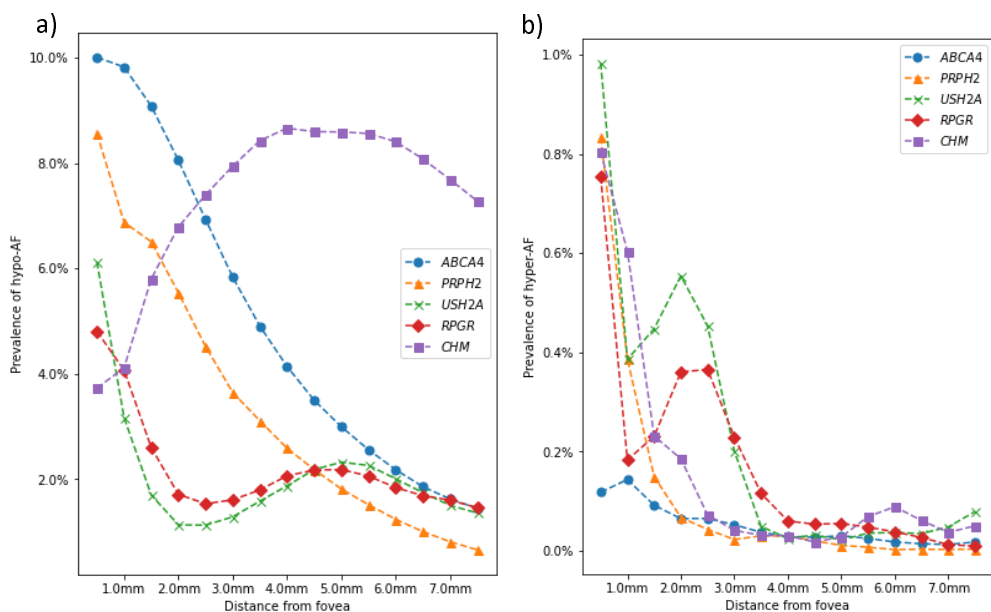 a)
Prevalence of hypo-AF
10.0%
8.0%
6.0%
4.0%
2.0%
ABCA4
PRPH2
USH2A
RPGR
CHM
1.0mm 2.0mm 3.0mm 4.0mm 5.0mm 6.0mm 7.0mm
Distance from fovea
b)
Prevalence of hyper-AF
1.0%
0.8%
0.6%
0.4%
0.2%
0.0%
ABCA4
PRPH2
USH2A
RPGR
CHM
1.0mm 2.0mm 3.0mm 4.0mm 5.0mm 6.0mm 7.0mm
Distance from fovea